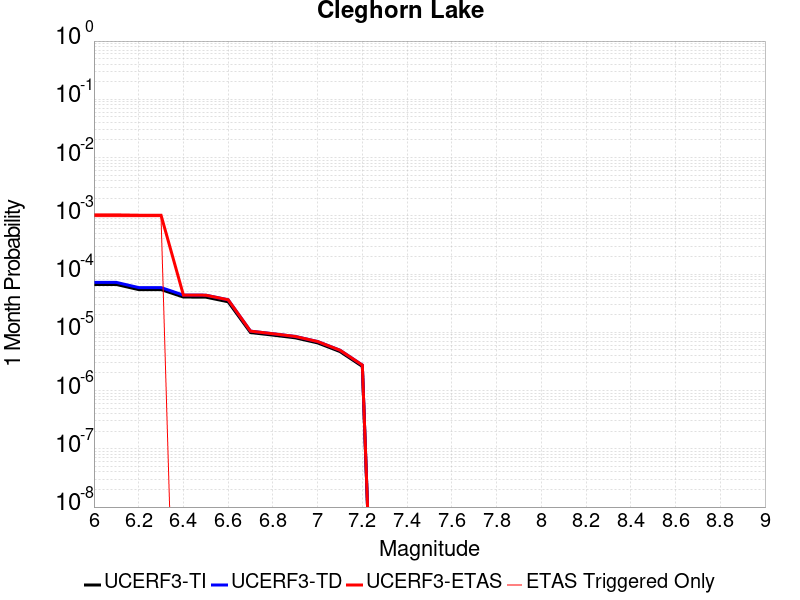 Cleghorn Lake
1 Month Probability
10^0
10^-1
10^-2
10^-3
10^-4
10^-5
10^-6
10^-7
10^-8
6 6.2 6.4 6.6 6.8 7 7.2 7.4 7.6 7.8 8 8.2 8.4 8.6 8.8 9
Magnitude
UCERF3-TI UCERF3-TD UCERF3-ETAS ETAS Triggered Only